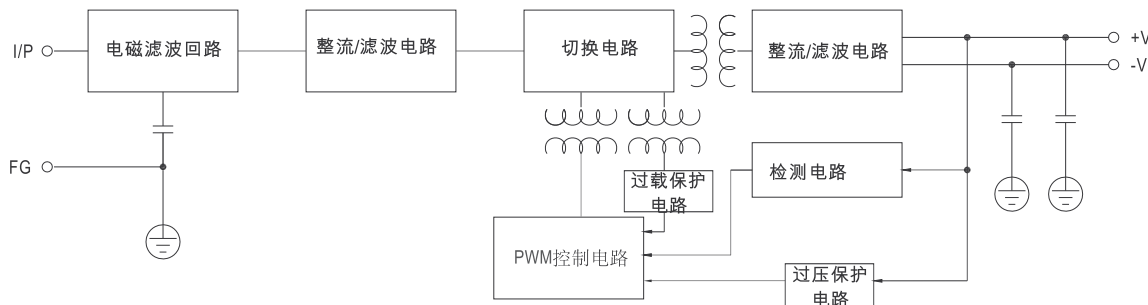 I/P
电磁滤波回路
整流/滤波电路
切换电路
整流/滤波电路
+V
-V
FG
过载保护
电路
检测电路
PWM控制电路
过压保护
电路